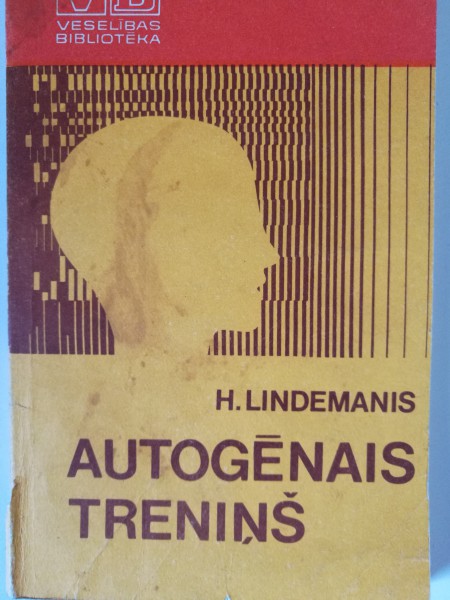 VB
VESELĪBAS
BIBLIOTĒKA
H. LINDEMANIS
AUTOGĒNAIS
TRENIŅŠ